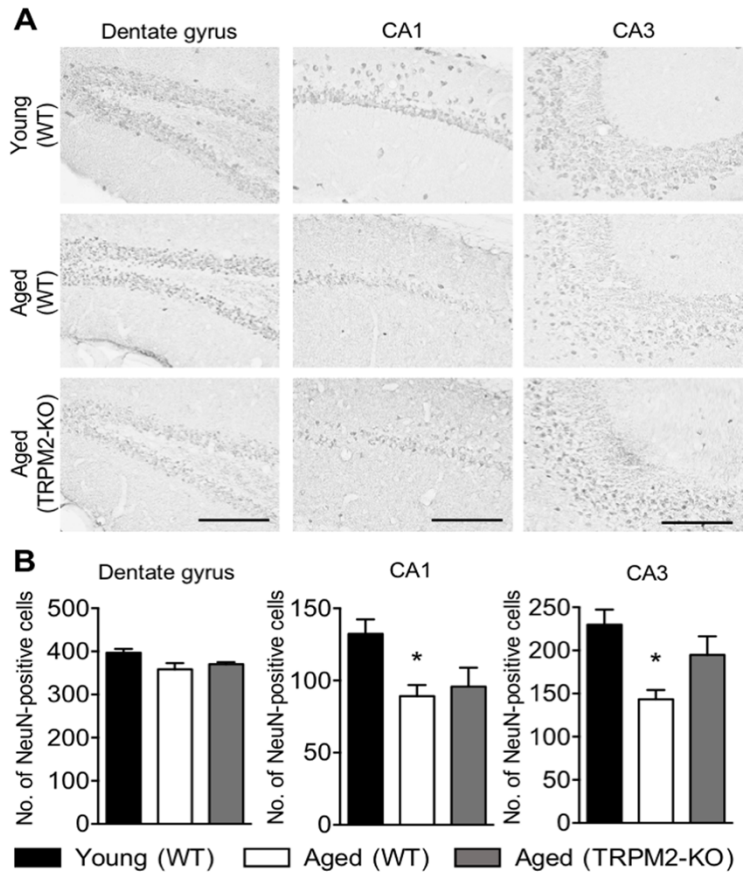 A
Dentate gyrus CA1 CA3
Young
(WT)
Aged
(WT)
Aged
(TRPM2-KO)
B
Dentate gyrus
No. of NeuN-positive cells
500
400
300
200
100
0
CA1
No. of NeuN-positive cells
150
100
50
0
*
CA3
No. of NeuN-positive cells
250
200
150
100
50
0
*
Young (WT) Aged (WT) Aged (TRPM2-KO)